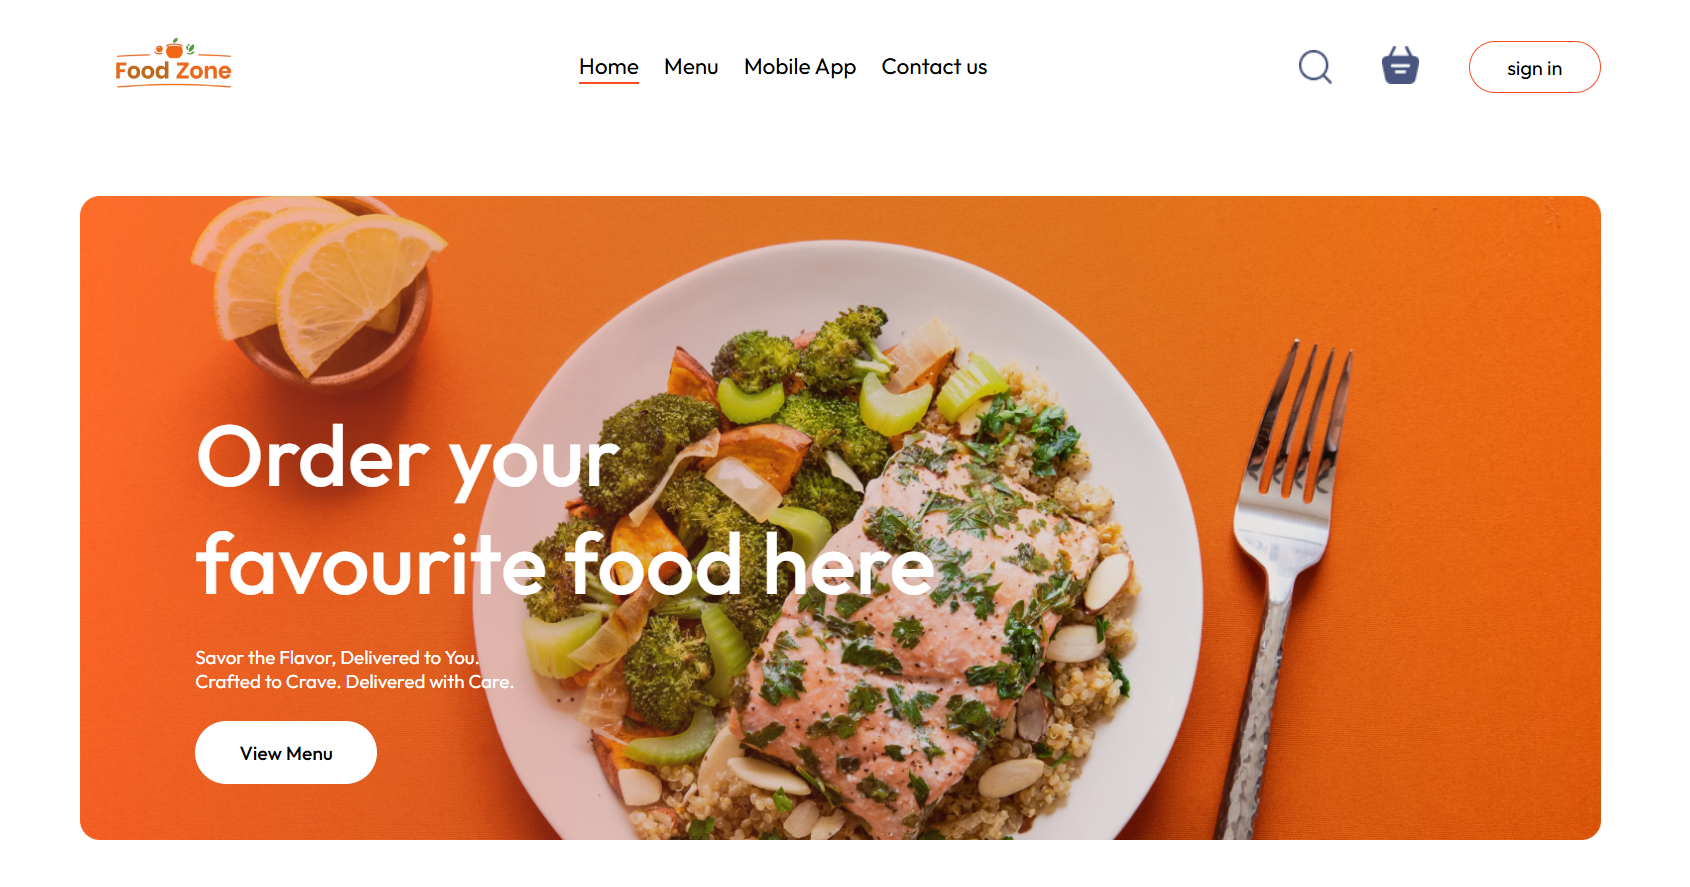 Food Zone
Home Menu Mobile App Contact us
sign in
Order your
favourite food here
Savor the Flavor, Delivered to You.
Crafted to Crave. Delivered with Care.
View Menu